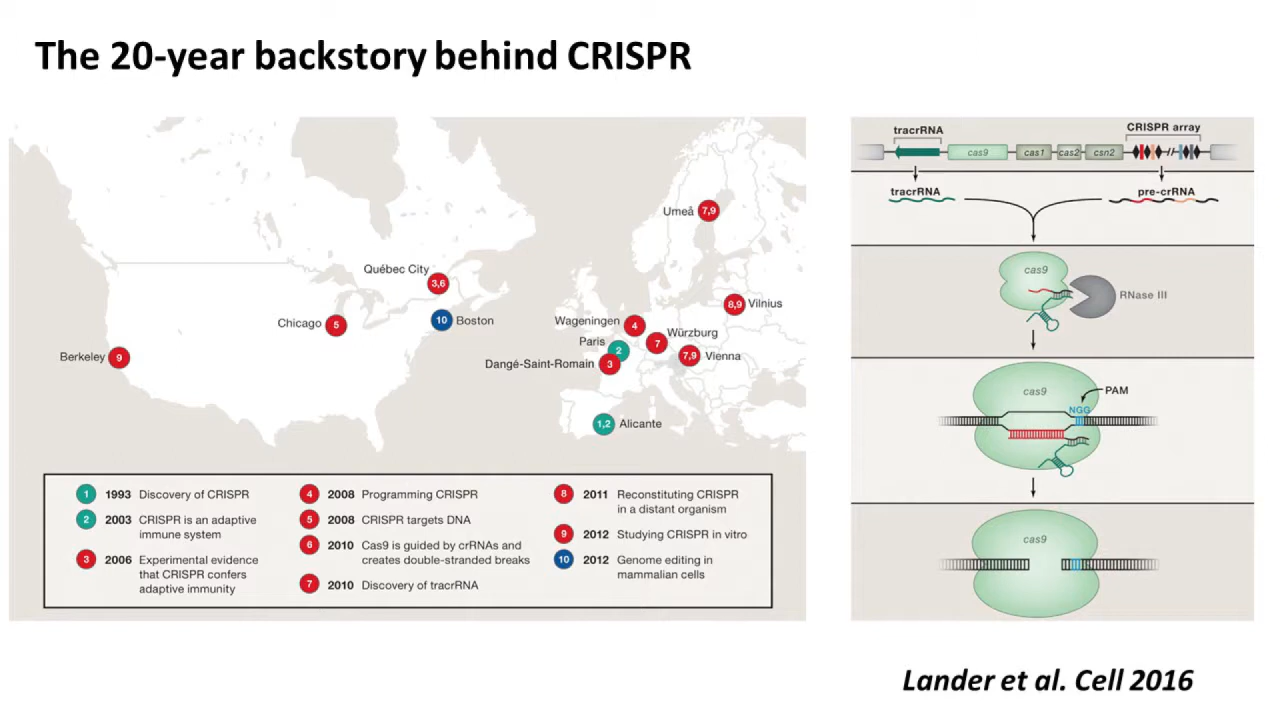 The 20-year backstory behind CRISPR
Umeå
7,9
Québec City
3,6
Chicago
5
10
Boston
Berkeley
9
8,9
Vilnius
Wageningen
4
Würzburg
7
Paris
2
7,9
Vienna
Dangé-Saint-Romain
3
1,2
Alicante
1 1993 Discovery of CRISPR
2 2003 CRISPR is an adaptive
immune system
3 2006 Experimental evidence
that CRISPR confers
adaptive immunity
4 2008 Programming CRISPR
5 2008 CRISPR targets DNA
6 2010 Cas9 is guided by crRNAs and
creates double-stranded breaks
7 2010 Discovery of tracrRNA
8 2011 Reconstituting CRISPR
in a distant organism
9 2012 Studying CRISPR in vitro
10 2012 Genome editing in
mammalian cells
tracrRNA
CRISPR array
cas9
cas1
cas2
csn2
tracrRNA
pre-crRNA
cas9
RNase III
cas9
PAM
NGG
cas9
Lander et al. Cell 2016